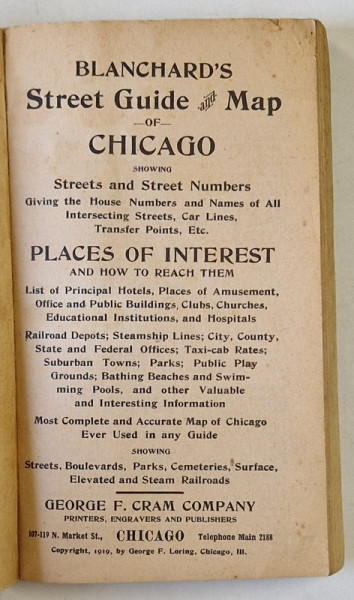 BLANCHARD'S
Street Guide and Map
—OF—
CHICAGO
SHOWING
Streets and Street Numbers
Giving the House Numbers and Names of All
Intersecting Streets, Car Lines,
Transfer Points, Etc.
PLACES OF INTEREST
AND HOW TO REACH THEM
List of Principal Hotels, Places of Amusement,
Office and Public Buildings, Clubs, Churches,
Educational Institutions, and Hospitals
Railroad Depots; Steamship Lines; City, County,
State and Federal Offices; Taxi-cab Rates;
Suburban Towns; Parks; Public Play
Grounds; Bathing Beaches and Swim-
ming Pools, and other Valuable
and Interesting Information
Most Complete and Accurate Map of Chicago
Ever Used in any Guide
SHOWING
Streets, Boulevards, Parks, Cemeteries, Surface,
Elevated and Steam Railroads
GEORGE F. CRAM COMPANY
PRINTERS, ENGRAVERS AND PUBLISHERS
107-119 N. Market St., CHICAGO Telephone Main 2188
Copyright, 1919, by George F. Loring, Chicago, Ill.